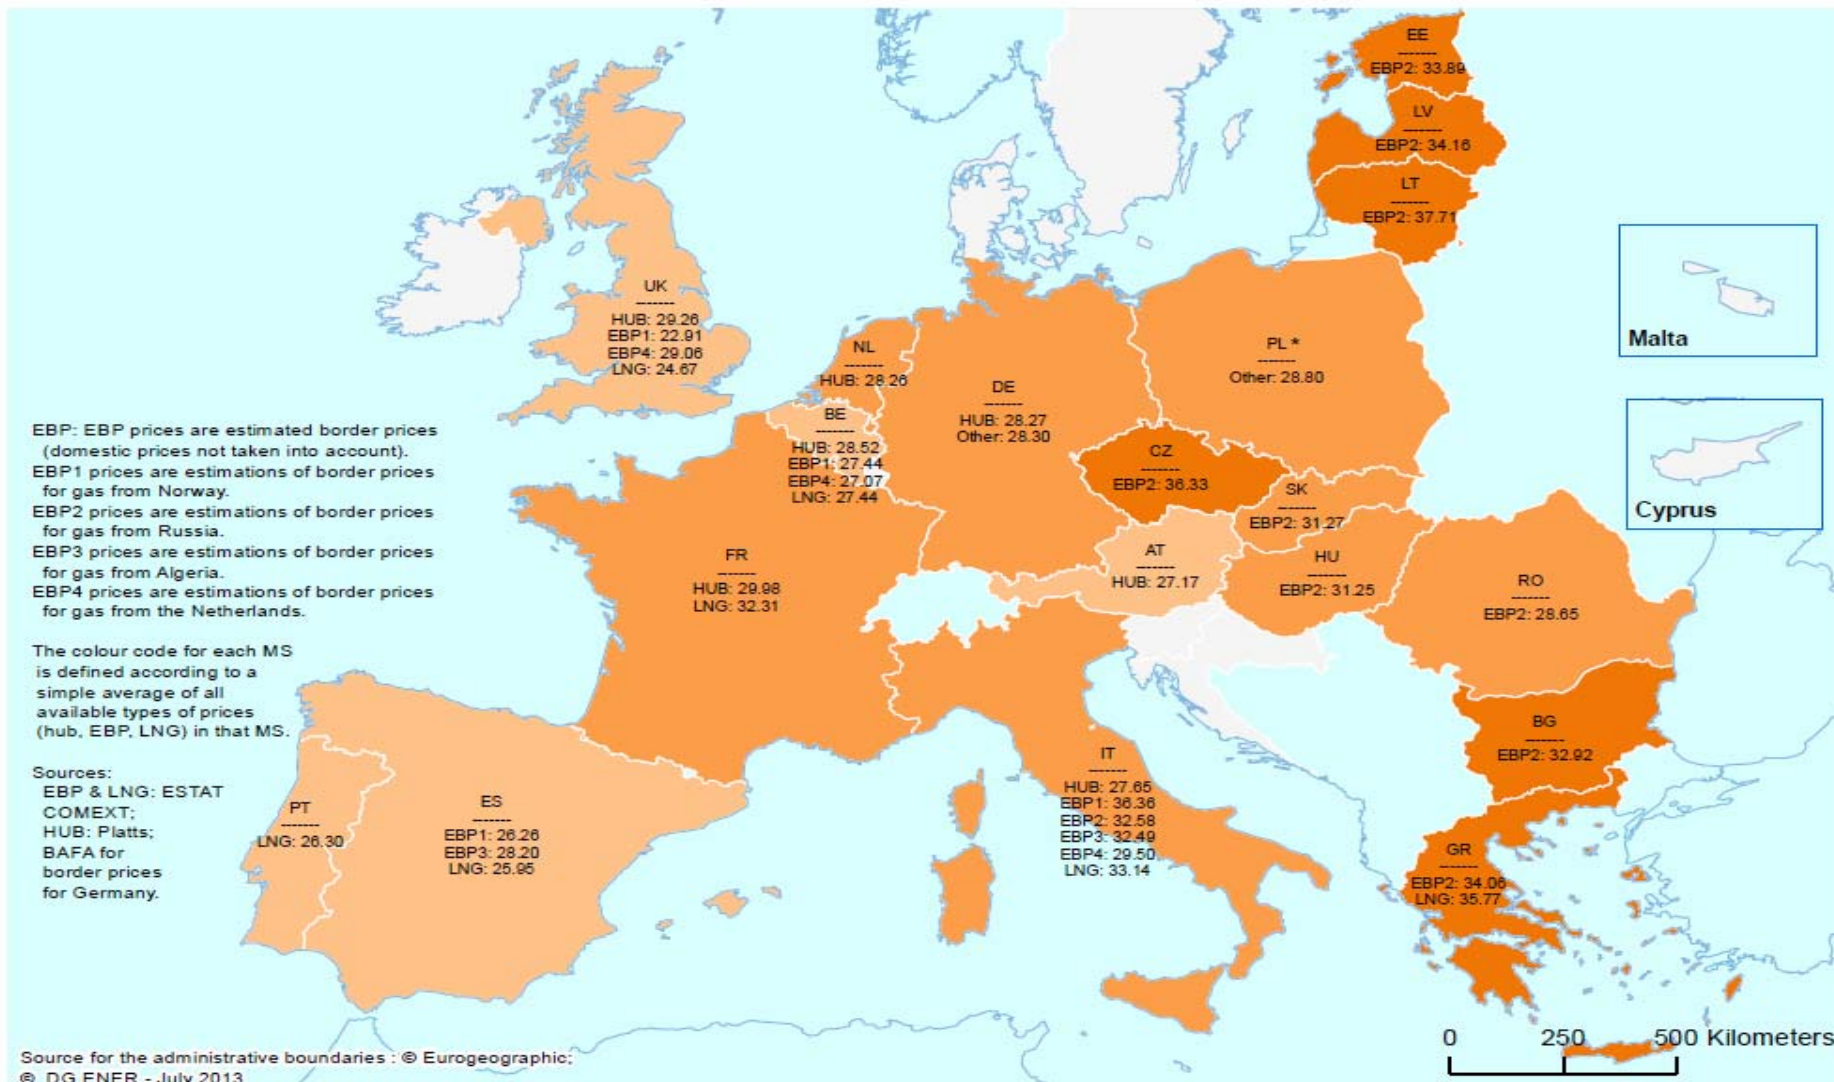 EE
-------
EBP2: 33.89
LV
-------
EBP2: 34.16
LT
-------
EBP2: 37.71
UK
-------
HUB: 29.26
EBP1: 22.91
EBP4: 29.06
LNG: 24.67
NL
-------
HUB: 28.26
BE
-------
HUB: 28.52
EBP1: 27.44
EBP4: 27.07
LNG: 27.44
DE
-------
HUB: 28.27
Other: 28.30
PL *
-------
Other: 28.80
CZ
-------
EBP2: 36.33
SK
-------
EBP2: 31.27
AT
-------
HUB: 27.17
HU
-------
EBP2: 31.25
RO
-------
EBP2: 28.65
BG
-------
EBP2: 32.92
GR
-------
EBP2: 34.06
LNG: 35.77
FR
-------
HUB: 29.98
LNG: 32.31
IT
-------
HUB: 27.65
EBP1: 36.36
EBP2: 32.58
EBP3: 32.49
EBP4: 29.50
LNG: 33.14
PT
-------
LNG: 26.30
ES
-------
EBP1: 26.26
EBP3: 28.20
LNG: 25.95
Malta
Cyprus
EBP: EBP prices are estimated border prices
(domestic prices not taken into account).
EBP1 prices are estimations of border prices
for gas from Norway.
EBP2 prices are estimations of border prices
for gas from Russia.
EBP3 prices are estimations of border prices
for gas from Algeria.
EBP4 prices are estimations of border prices
for gas from the Netherlands.
The colour code for each MS
is defined according to a
simple average of all
available types of prices
(hub, EBP, LNG) in that MS.
Sources:
EBP & LNG: ESTAT
COMEXT;
HUB: Platts;
BAFA for
border prices
for Germany.
0 250 500 Kilometers
Source for the administrative boundaries : © Eurogeographic;
© DG ENER - July 2013